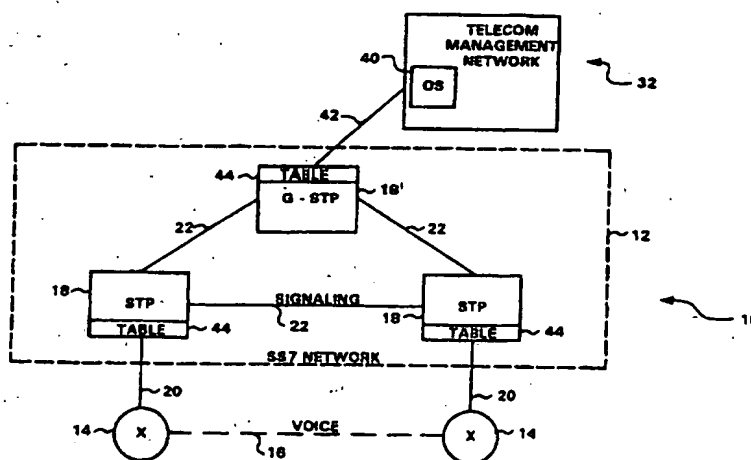 TELECOM
MANAGEMENT
NETWORK
40
OS
32
42
44
TABLE
G - STP
18'
22
22
12
18
STP
SIGNALING
22
18
STP
TABLE
44
TABLE
44
SS7 NETWORK
20
20
14
X
VOICE
16
X
14